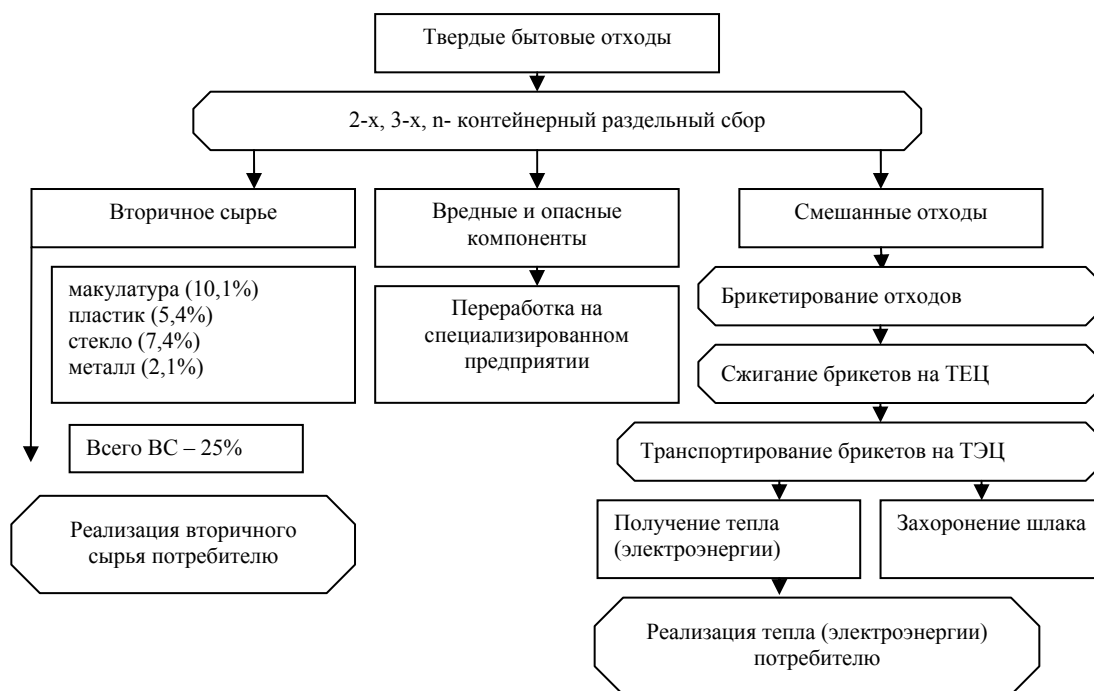 Твердые бытовые отходы
2-х, 3-х, n- контейнерный раздельный сбор
Вторичное сырье
Вредные и опасные
компоненты
Смешанные отходы
макулатура (10,1%)
пластик (5,4%)
стекло (7,4%)
металл (2,1%)
Переработка на
специализированном
предприятии
Брикетирование отходов
Сжигание брикетов на ТЕЦ
Всего ВС – 25%
Транспортирование брикетов на ТЭЦ
Реализация вторичного
сырья потребителю
Получение тепла
(электроэнергии)
Захоронение шлака
Реализация тепла (электроэнергии)
потребителю